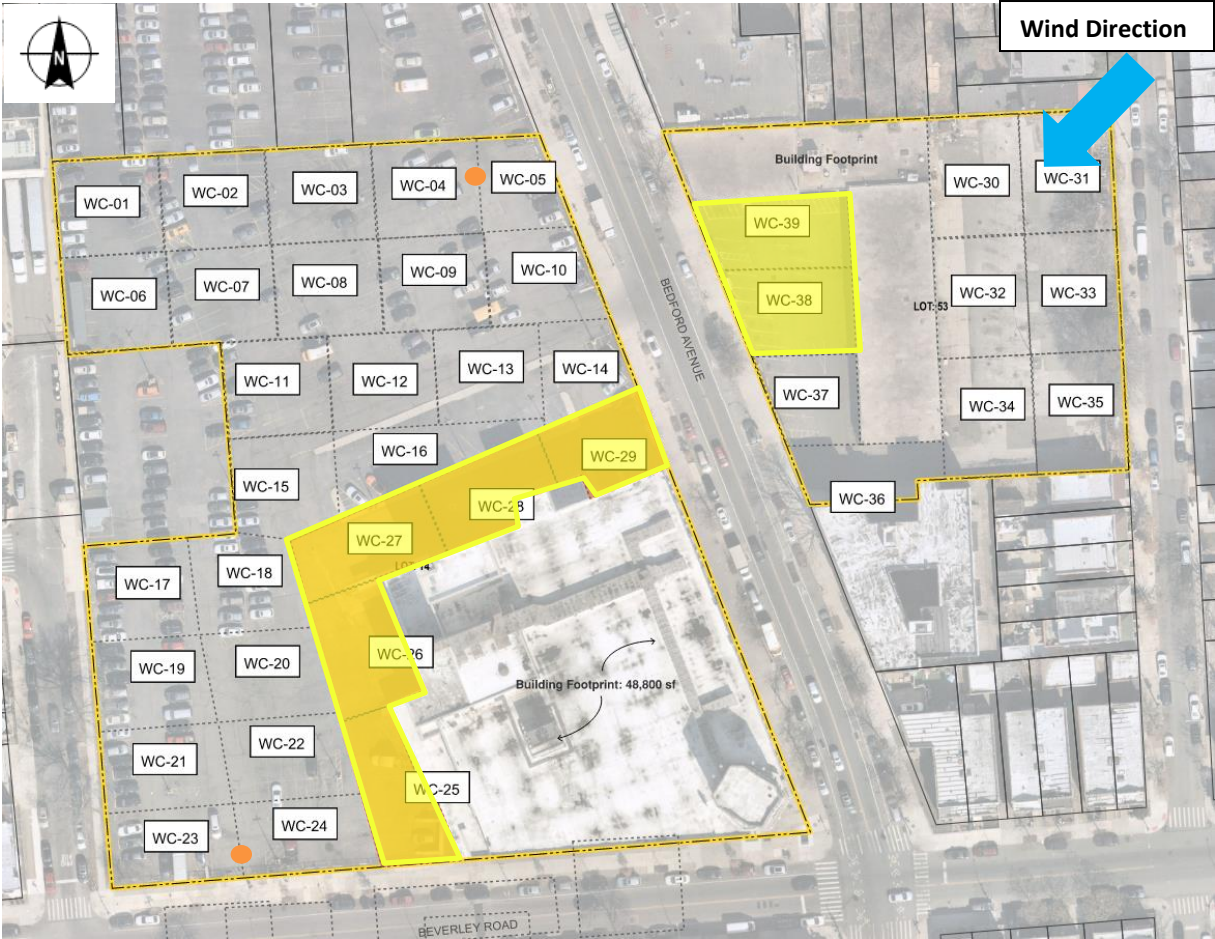 Wind Direction
N
Building Footprint
WC-01
WC-02
WC-03
WC-04
WC-05
WC-30
WC-31
WC-39
WC-06
WC-07
WC-08
WC-09
WC-10
WC-38
LOT: 53
WC-32
WC-33
BEDFORD AVENUE
WC-11
WC-12
WC-13
WC-14
WC-37
WC-34
WC-35
WC-16
WC-15
WC-29
WC-28
WC-36
WC-27
WC-17
WC-18
WC-19
WC-20
WC-26
Building Footprint: 48,800 sf
WC-21
WC-22
WC-25
WC-23
WC-24
BEVERLEY ROAD